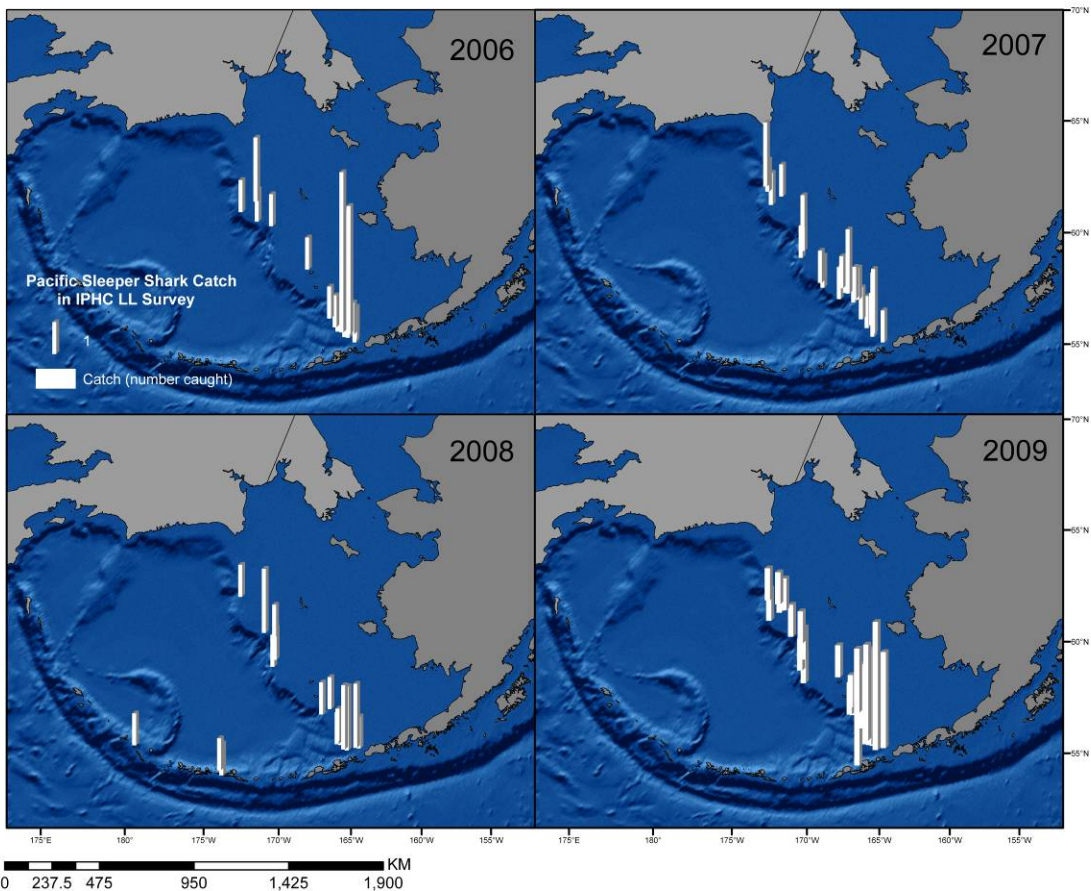 2006
2007
Pacific Sleeper Shark Catch
in IPHC LL Survey
1
Catch (number caught)
70°N
65°N
60°N
55°N
2008
2009
70°N
65°N
60°N
55°N
175°E
180°
175°W
170°W
165°W
160°W
155°W
175°E
180°
175°W
170°W
165°W
160°W
155°W
KM
0 237.5 475 950 1,425 1,900